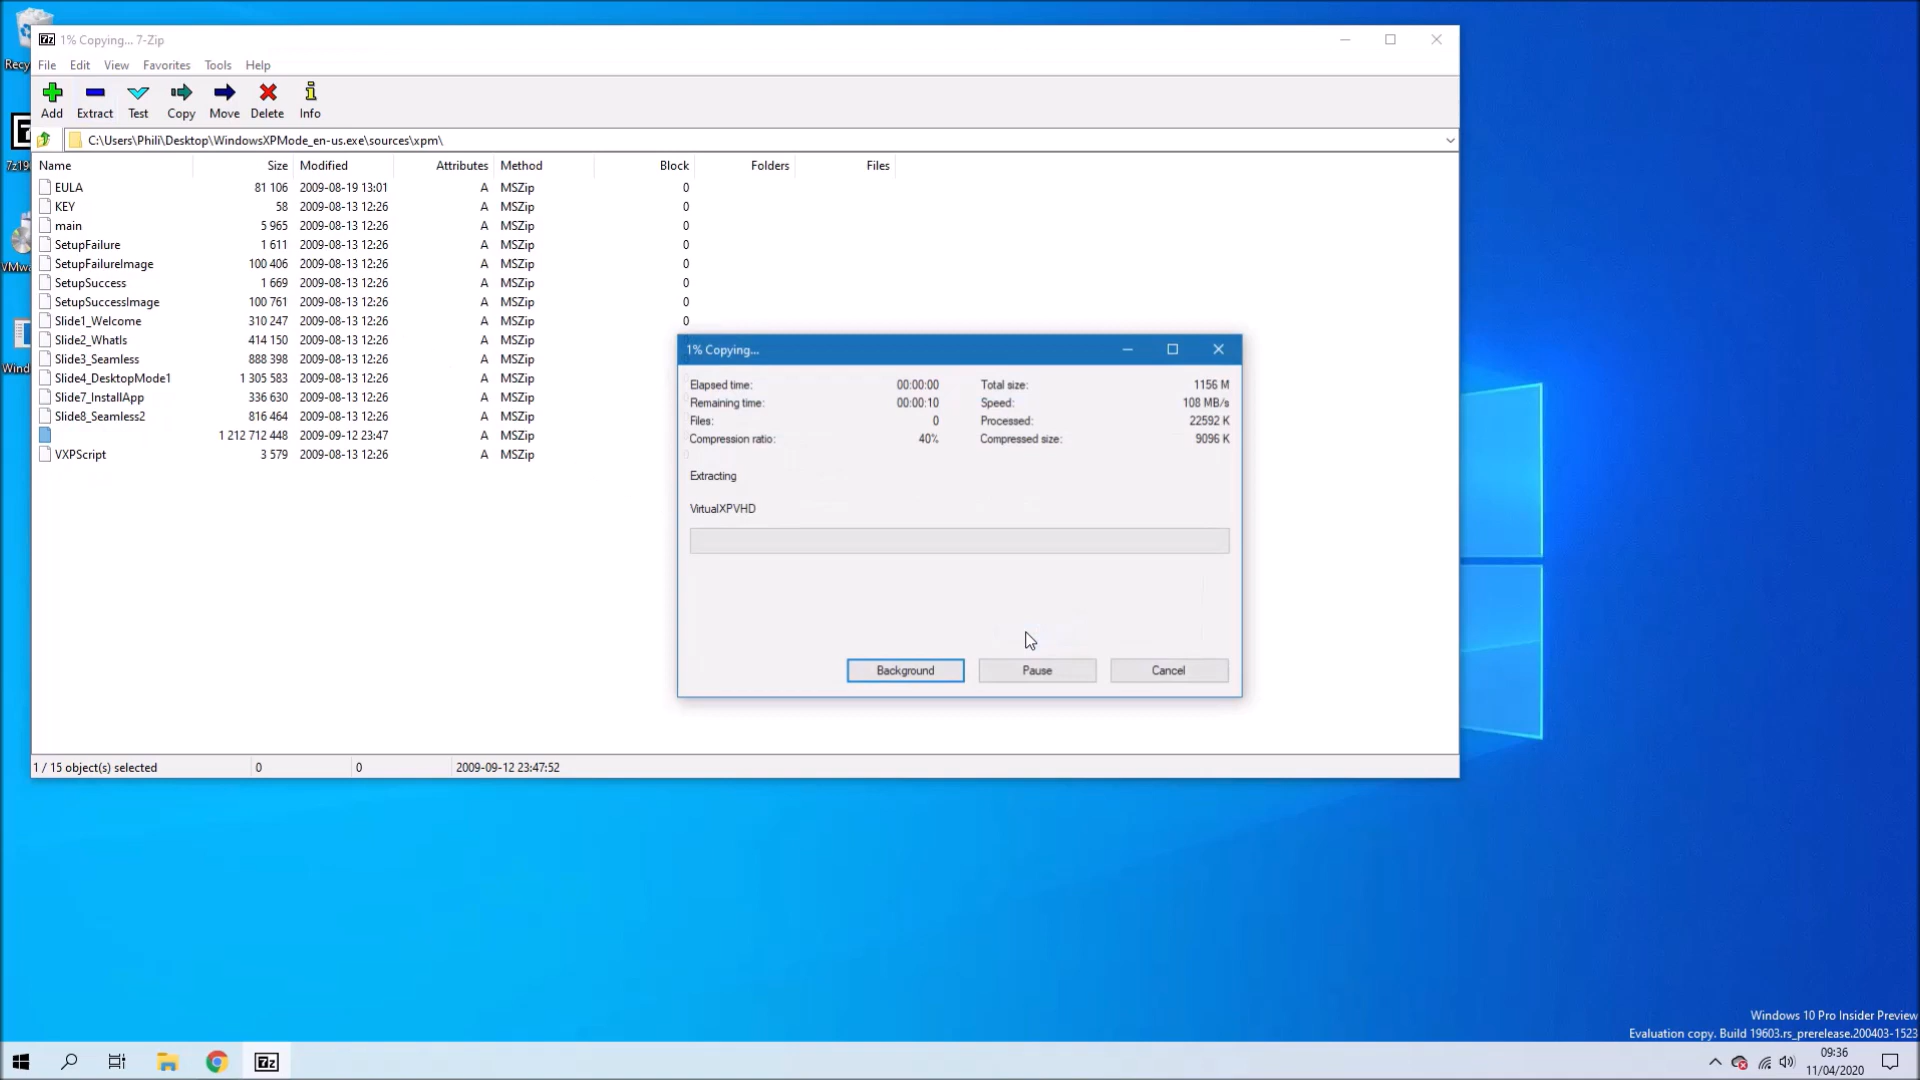 1% Copying... 7-Zip
File Edit View Favorites Tools Help
Add Extract Test Copy Move Delete Info
C:\Users\Phili\Desktop\WindowsXPMode_en-us.exe\sources\xpm\
Name Size Modified Attributes Method Block Folders Files
EULA 81 106 2009-08-19 13:01 A MSZip 0
KEY 58 2009-08-13 12:26 A MSZip 0
main 5 965 2009-08-13 12:26 A MSZip 0
SetupFailure 1 611 2009-08-13 12:26 A MSZip 0
SetupFailureImage 100 406 2009-08-13 12:26 A MSZip 0
SetupSuccess 1 669 2009-08-13 12:26 A MSZip 0
SetupSuccessImage 100 761 2009-08-13 12:26 A MSZip 0
Slide1_Welcome 310 247 2009-08-13 12:26 A MSZip 0
Slide2_WhatIs 414 150 2009-08-13 12:26 A MSZip
Slide3_Seamless 888 398 2009-08-13 12:26 A MSZip
Slide4_DesktopMode1 1 305 583 2009-08-13 12:26 A MSZip
Slide7_InstallApp 336 630 2009-08-13 12:26 A MSZip
Slide8_Seamless2 816 464 2009-08-13 12:26 A MSZip
1 212 712 448 2009-09-12 23:47 A MSZip
VXPScript 3 579 2009-08-13 12:26 A MSZip
1% Copying...
Elapsed time: 00:00:00 Total size: 1156 M
Remaining time: 00:00:10 Speed: 108 MB/s
Files: 0 Processed: 22592 K
Compression ratio: 40% Compressed size: 9096 K
Extracting
VirtualXPVHD
Background Pause Cancel
1 / 15 object(s) selected 0 0 2009-09-12 23:47:52
Recy
7z19
VMwa
Wind
Windows 10 Pro Insider Preview
Evaluation copy. Build 19603.rs_prerelease.200403-1523
7z
09:36
11/04/2020